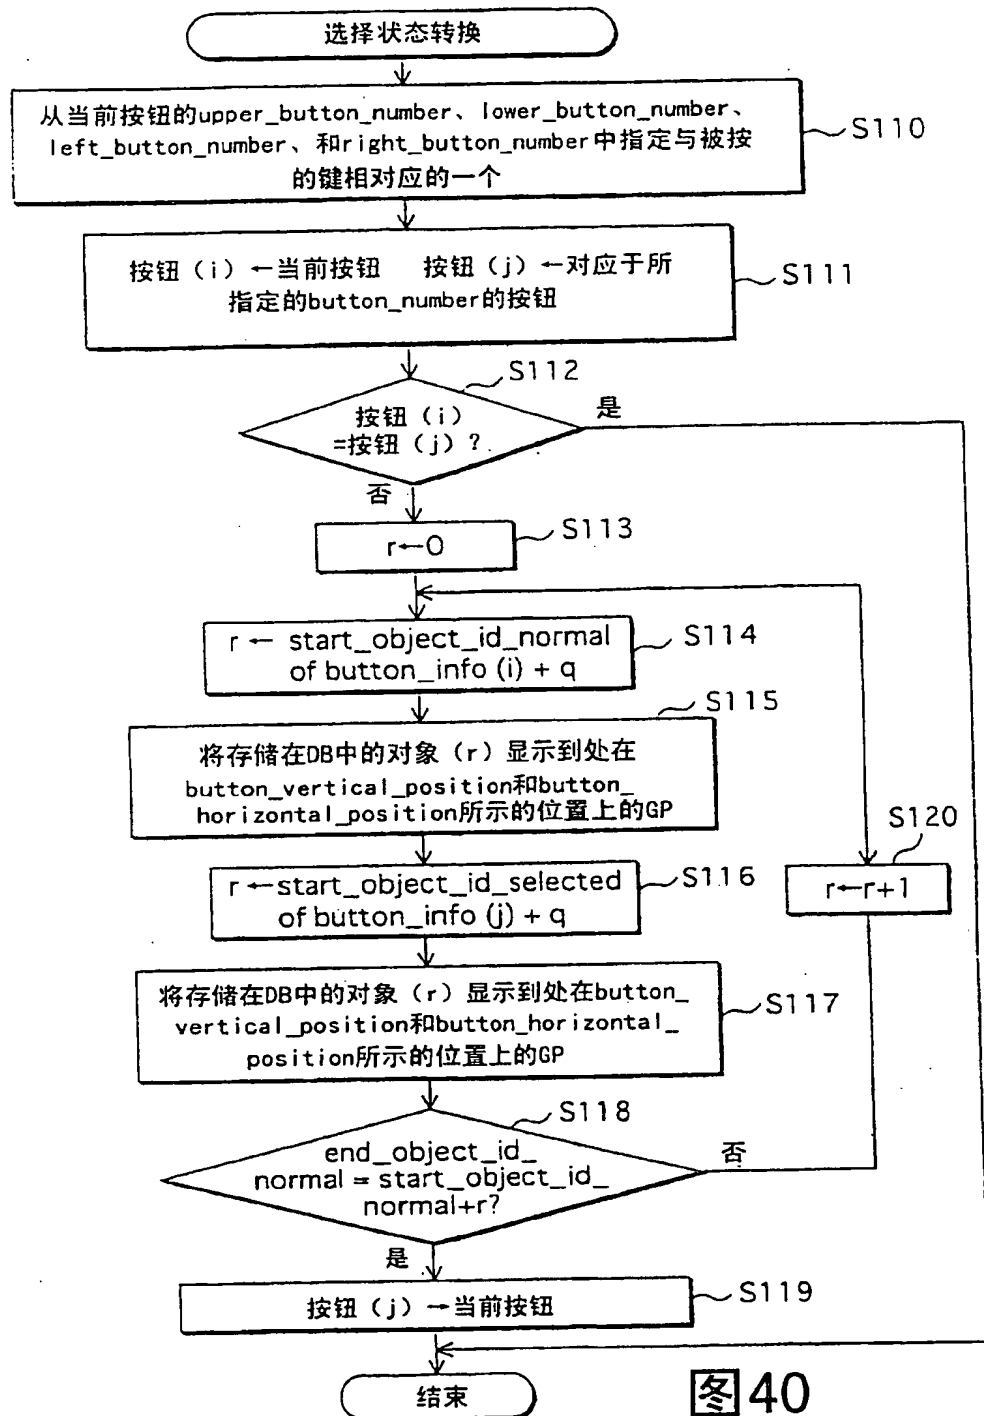 选择状态转换
从当前按钮的upper_button_number、lower_button_number、
left_button_number、和right_button_number中指定与被按
的键相对应的一个
S110
按钮（i）←当前按钮 按钮（j）←对应于所
指定的button_number的按钮
S111
S112
按钮（i）
=按钮（j）?
是
否
r←0
S113
r← start_object_id_normal
of button_info (i) + q
S114
S115
将存储在DB中的对象（r）显示到处在
button_vertical_position和button_
horizontal_position所示的位置上的GP
S120
r←r+1
r←start_object_id_selected
of button_info (j) + q
S116
将存储在DB中的对象（r）显示到处在button_
vertical_position和button_horizontal_
position所示的位置上的GP
S117
S118
end_object_id_
normal = start_object_id_
normal+r?
否
是
按钮（j）→当前按钮
S119
结束
图40